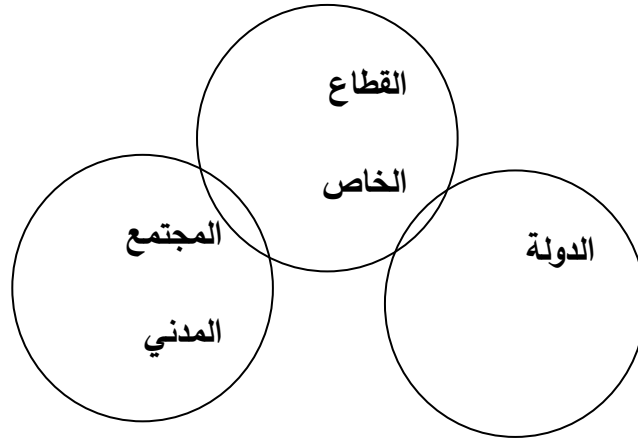 القطاع
الخاص
المجتمع
المدني
الدولة